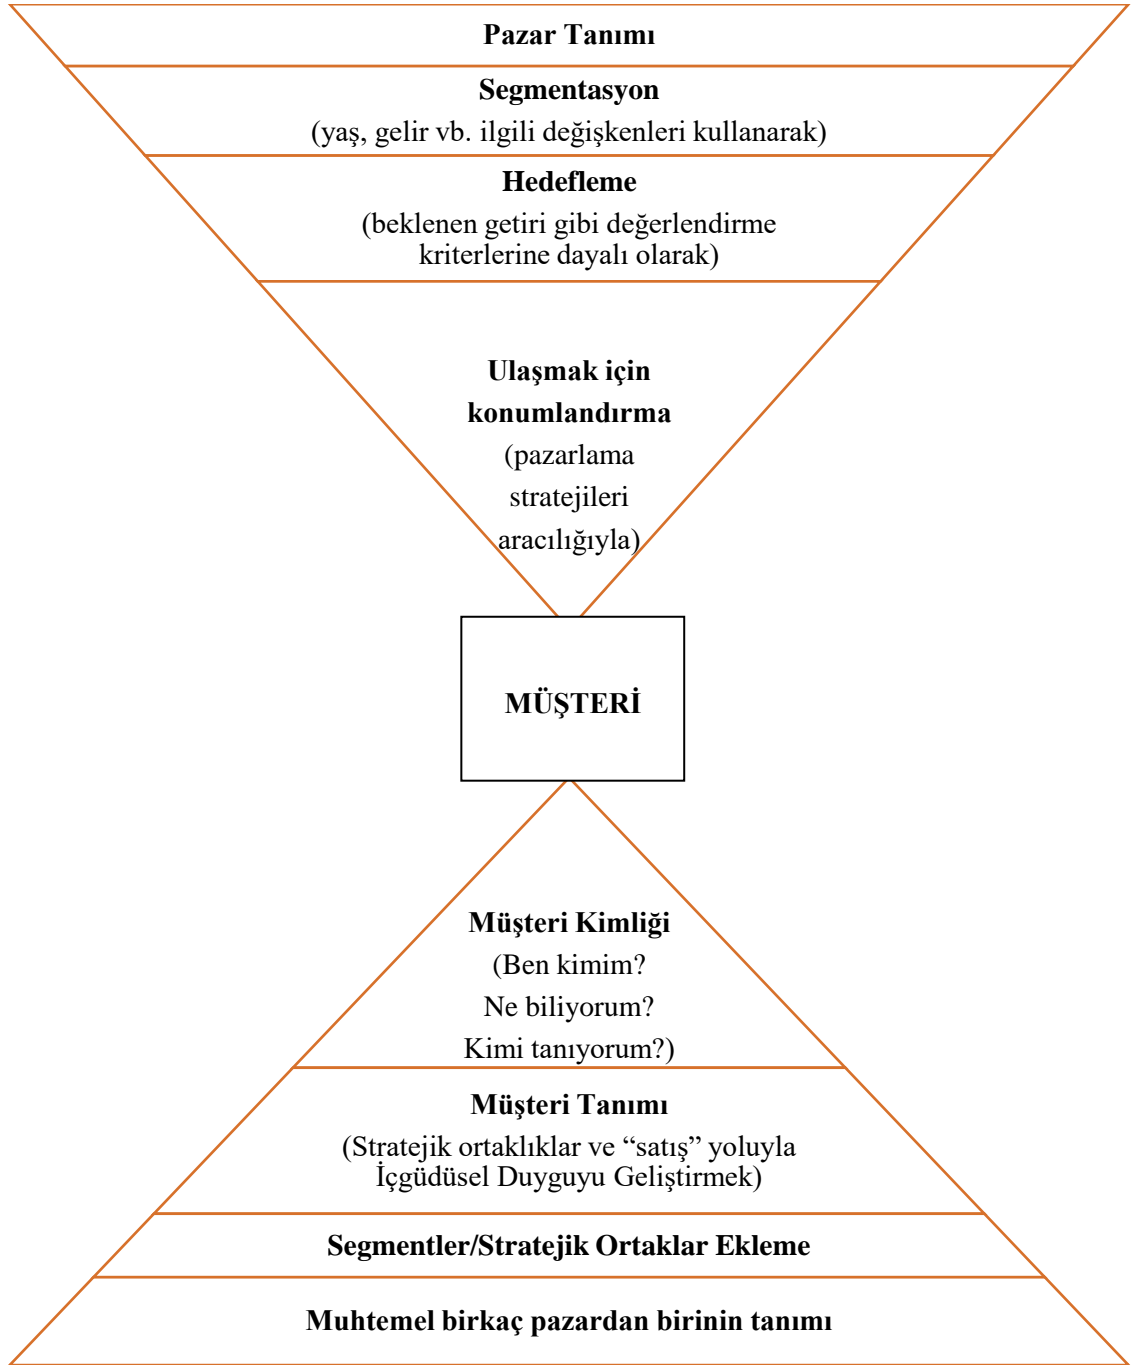 Pazar Tanımı
Segmentasyon
(yaş, gelir vb. ilgili değişkenleri kullanarak)
Hedefleme
(beklenen getiri gibi değerlendirme
kriterlerine dayalı olarak)
Ulaşmak için
konumlandırma
(pazarlama
stratejileri
aracılığıyla)
MÜŞTERİ
Müşteri Kimliği
(Ben kimim?
Ne biliyorum?
Kimi tanıyorum?)
Müşteri Tanımı
(Stratejik ortaklıklar ve “satış” yoluyla
İçgüdüsel Duyguyu Geliştirmek)
Segmentler/Stratejik Ortaklar Ekleme
Muhtemel birkaç pazardan birinin tanımı